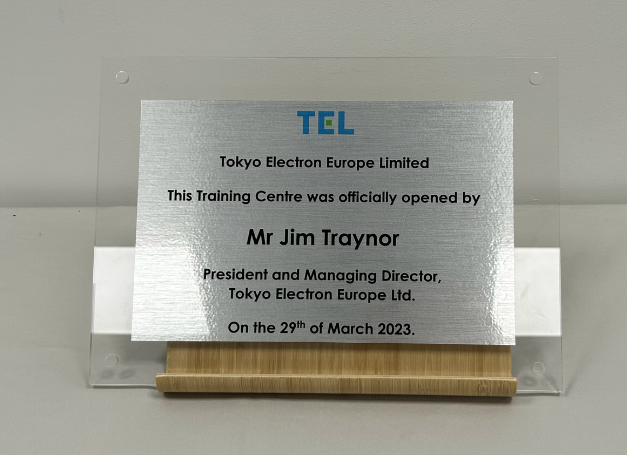 TEL
Tokyo Electron Europe Limited
This Training Centre was officially opened by
Mr Jim Traynor
President and Managing Director,
Tokyo Electron Europe Ltd.
On the 29th of March 2023.